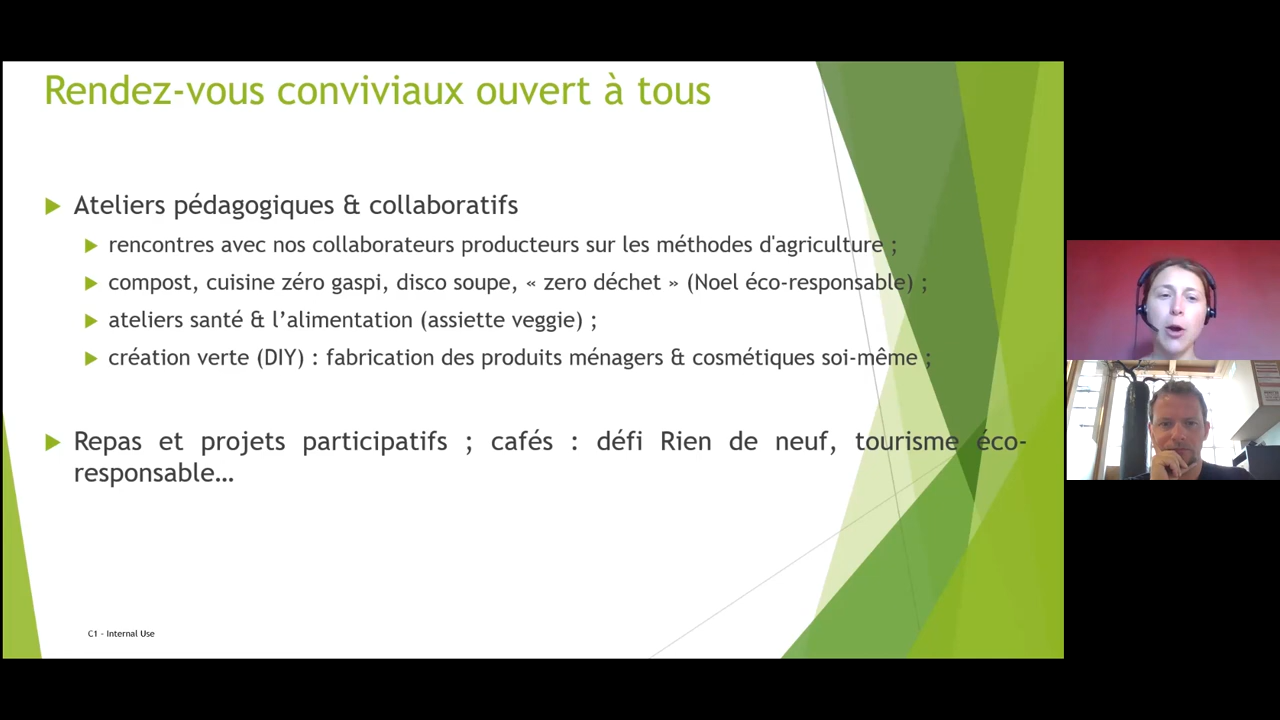 Rendez-vous conviviaux ouvert à tous
Ateliers pédagogiques & collaboratifs
rencontres avec nos collaborateurs producteurs sur les méthodes d'agriculture ;
compost, cuisine zéro gaspi, disco soupe, « zero déchet » (Noel éco-responsable) ;
ateliers santé & l’alimentation (assiette veggie) ;
création verte (DIY) : fabrication des produits ménagers & cosmétiques soi-même ;
Repas et projets participatifs ; cafés : défi Rien de neuf, tourisme éco-
responsable…
C1 - Internal Use